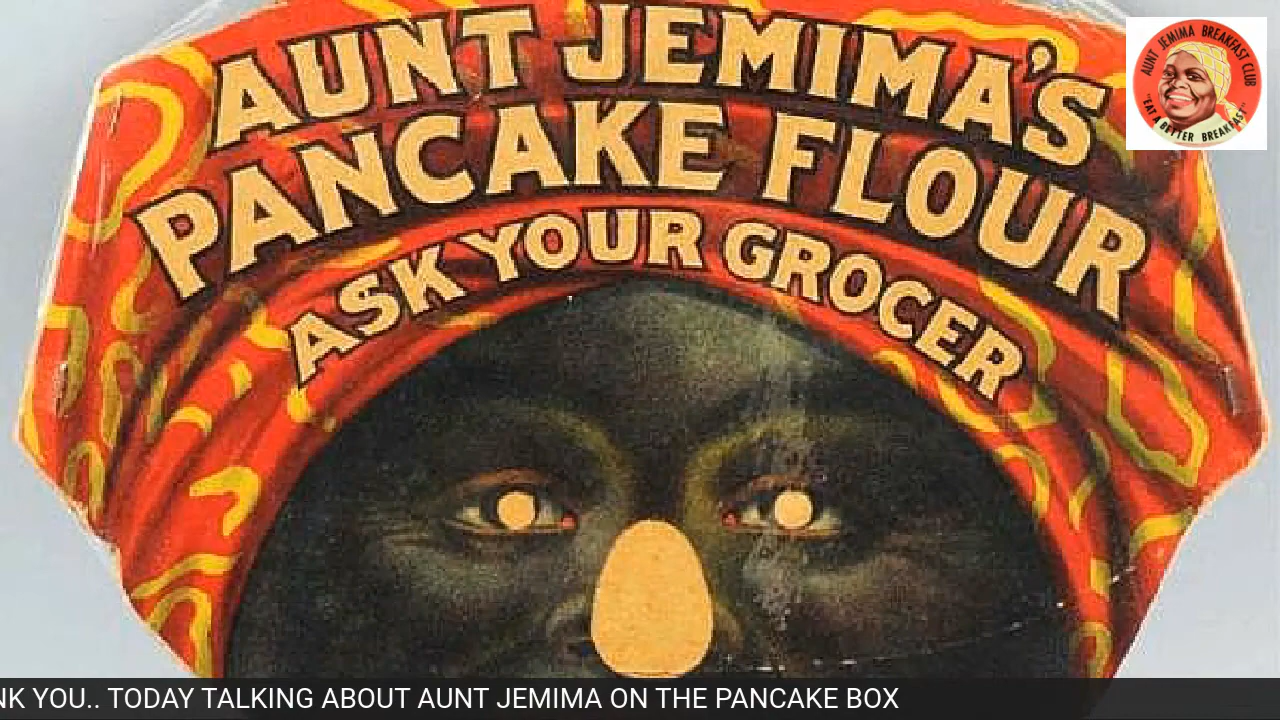 AUNT JEMIMA'S
PANCAKE FLOUR
ASK YOUR GROCER
AUNT JEMIMA BREAKFAST CLUB
"EAT A BETTER BREAKFAST"
NK YOU.. TODAY TALKING ABOUT AUNT JEMIMA ON THE PANCAKE BOX